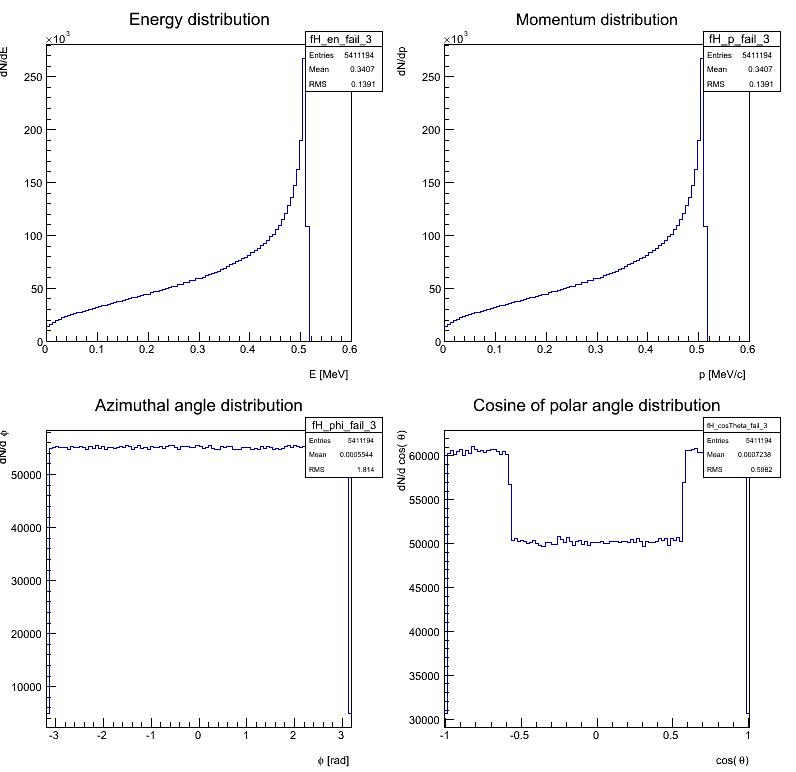 Energy distribution
×10³
fH_en_fail_3
Entries 5411194
Mean 0.3407
RMS 0.1391
dN/dE
250
200
150
100
50
0
0 0.1 0.2 0.3 0.4 0.5 0.6
E [MeV]
Momentum distribution
×10³
fH_p_fail_3
Entries 5411194
Mean 0.3407
RMS 0.1391
dN/dp
250
200
150
100
50
0
0 0.1 0.2 0.3 0.4 0.5 0.6
p [MeV/c]
Azimuthal angle distribution
fH_phi_fail_3
Entries 5411194
Mean 0.0005544
RMS 1.814
dN/d ϕ
50000
40000
30000
20000
10000
-3 -2 -1 0 1 2 3
ϕ [rad]
Cosine of polar angle distribution
fH_cosTheta_fail_3
Entries 5411194
Mean 0.0007238
RMS 0.5982
dN/d cos( θ)
60000
55000
50000
45000
40000
35000
30000
-1 -0.5 0 0.5 1
cos( θ)